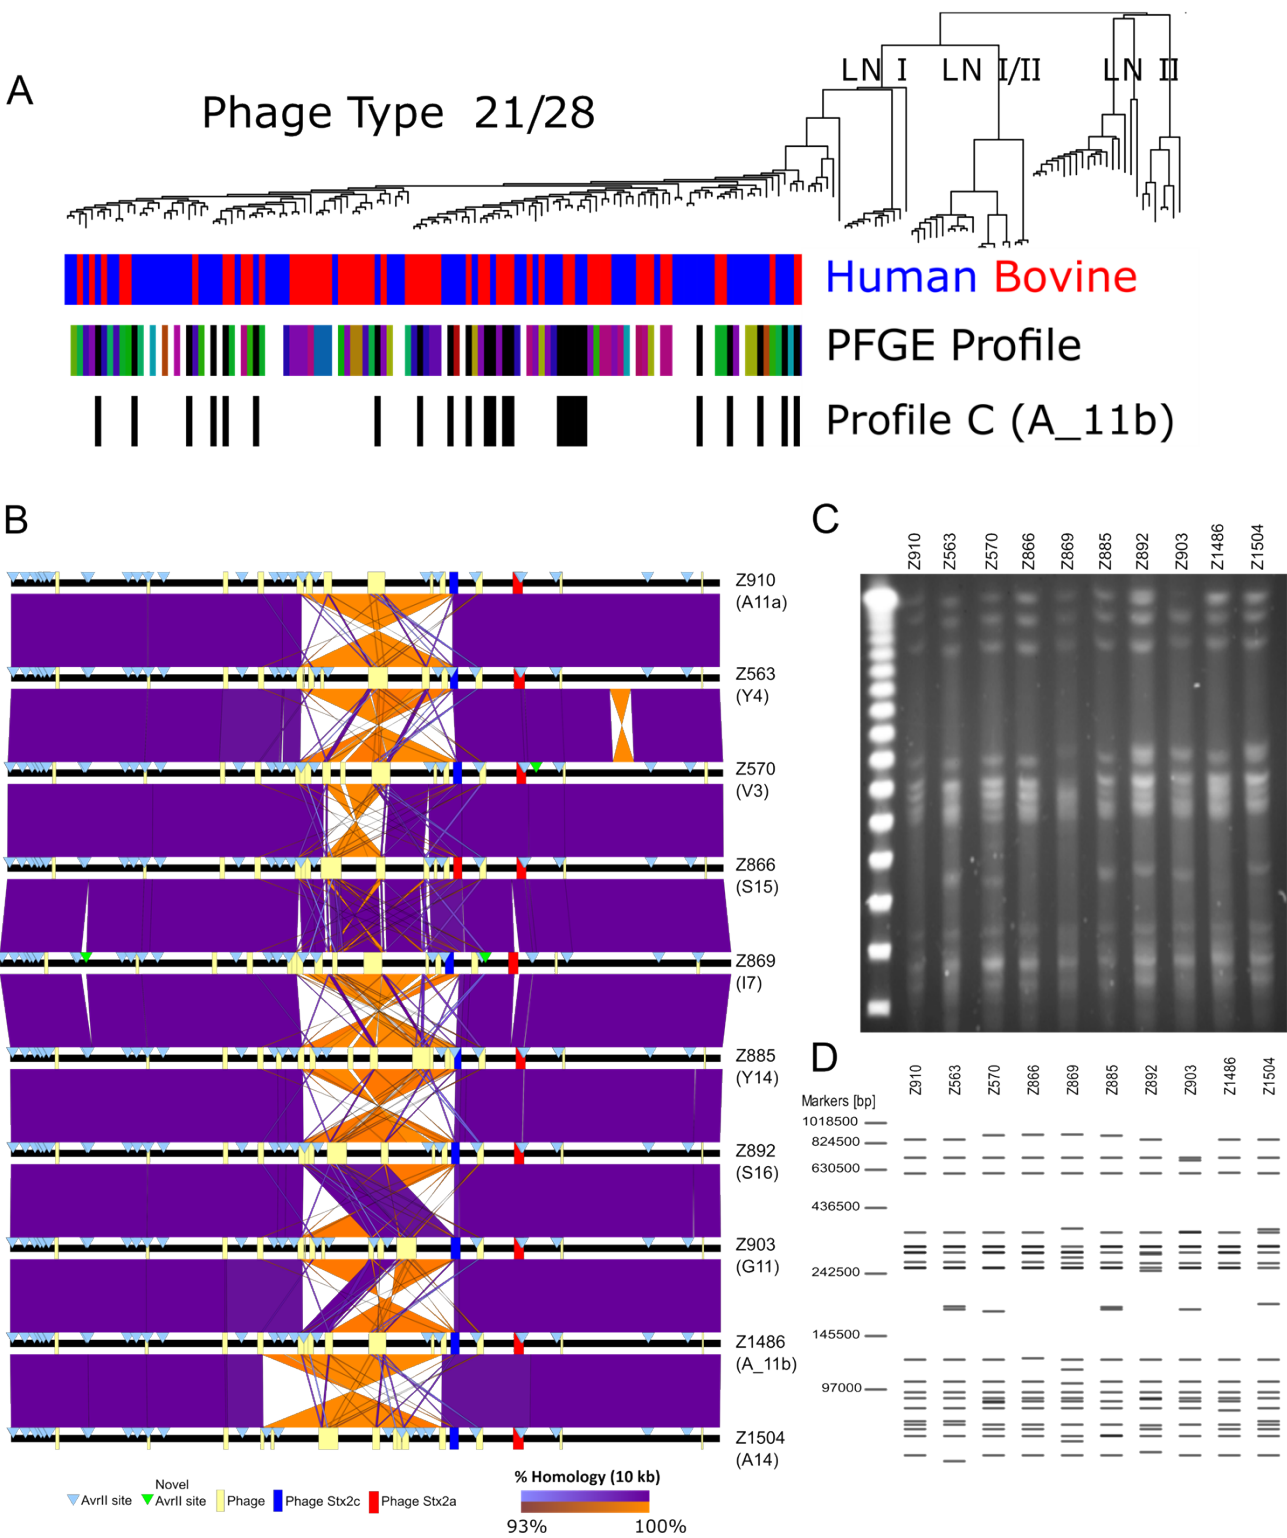 A
Phage Type 21/28
LN I
LN I/II
LN II
Human Bovine
PFGE Profile
Profile C (A_11b)
B
Z910
(A11a)
Z563
(Y4)
Z570
(V3)
Z866
(S15)
Z869
(I7)
Z885
(Y14)
Z892
(S16)
Z903
(G11)
Z1486
(A_11b)
Z1504
(A14)
AvrII site
Novel
AvrII site
Phage
Phage Stx2c
Phage Stx2a
% Homology (10 kb)
93% 100%
C
Z910
Z563
Z570
Z866
Z869
Z885
Z892
Z903
Z1486
Z1504
D
Z910
Z563
Z570
Z866
Z869
Z885
Z892
Z903
Z1486
Z1504
Markers [bp]
1018500
824500
630500
436500
242500
145500
97000